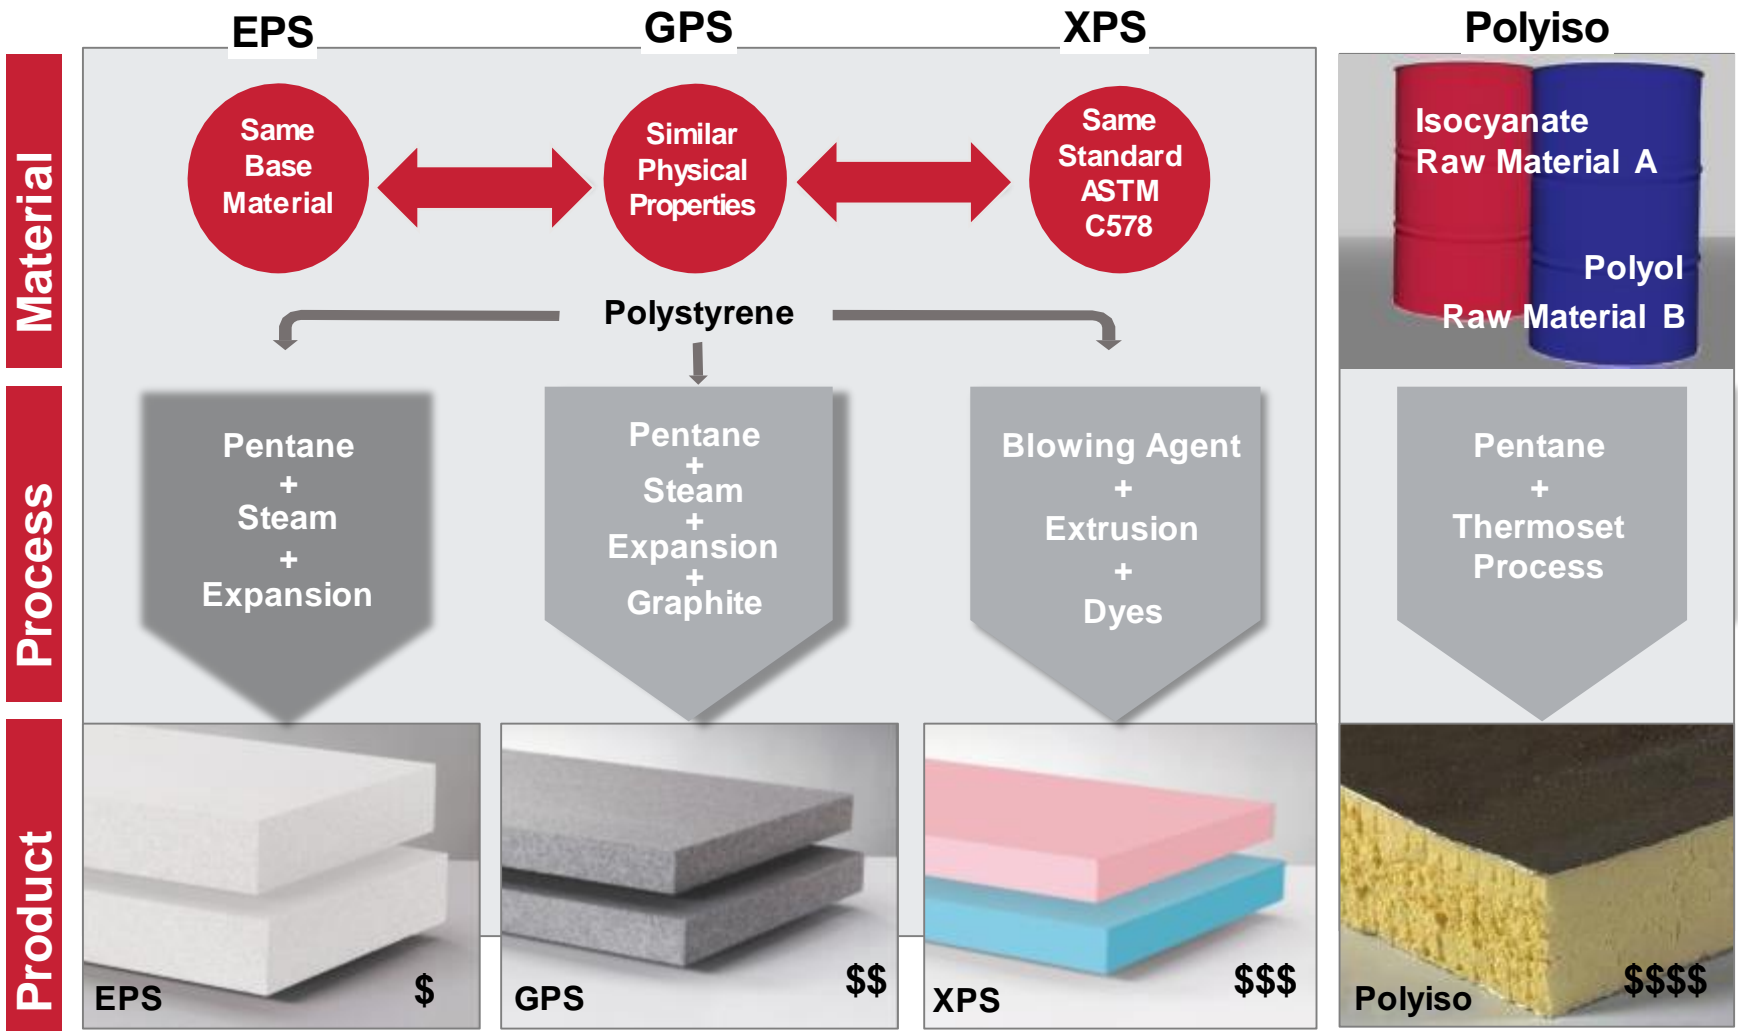 EPS
GPS
XPS
Polyiso
Material
Same
Base
Material
Similar
Physical
Properties
Same
Standard
ASTM
C578
Isocyanate
Raw Material A
Polyol
Raw Material B
Polystyrene
Process
Pentane
+
Steam
+
Expansion
Pentane
+
Steam
+
Expansion
+
Graphite
Blowing Agent
+
Extrusion
+
Dyes
Pentane
+
Thermoset
Process
Product
EPS
$
GPS
$$
XPS
$$$
Polyiso
$$$$